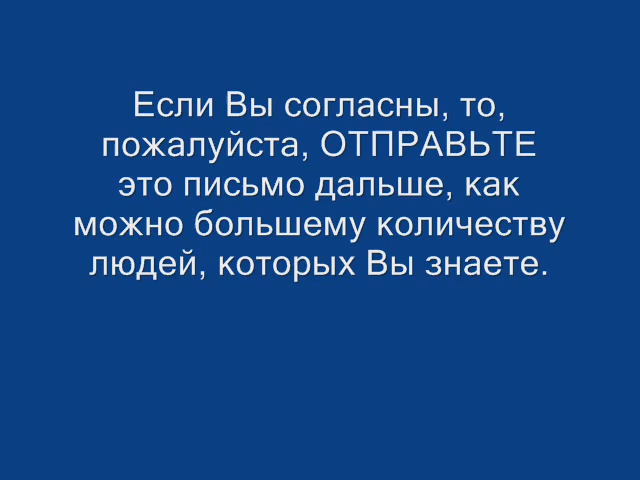 Если Вы согласны, то,
пожалуйста, ОТПРАВЬТЕ
это письмо дальше, как
можно большему количеству
людей, которых Вы знаете.